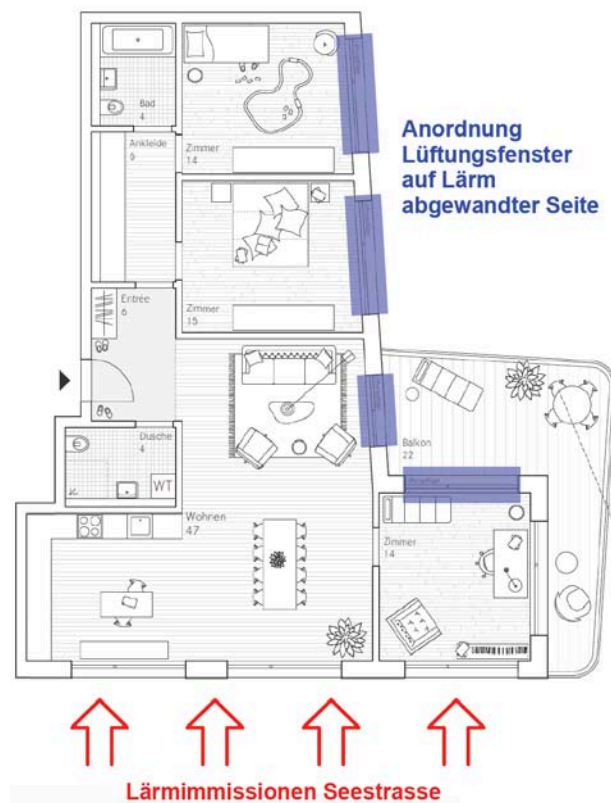 Bad
4
Ankleide
6
Zimmer
14
Anordnung
Lüftungsfenster
auf Lärm
abgewandter Seite
Zimmer
15
Entrée
6
Dusche
4
WT
Wohnen
47
Balkon
22
Zimmer
14
Lärmimmissionen Seestrasse